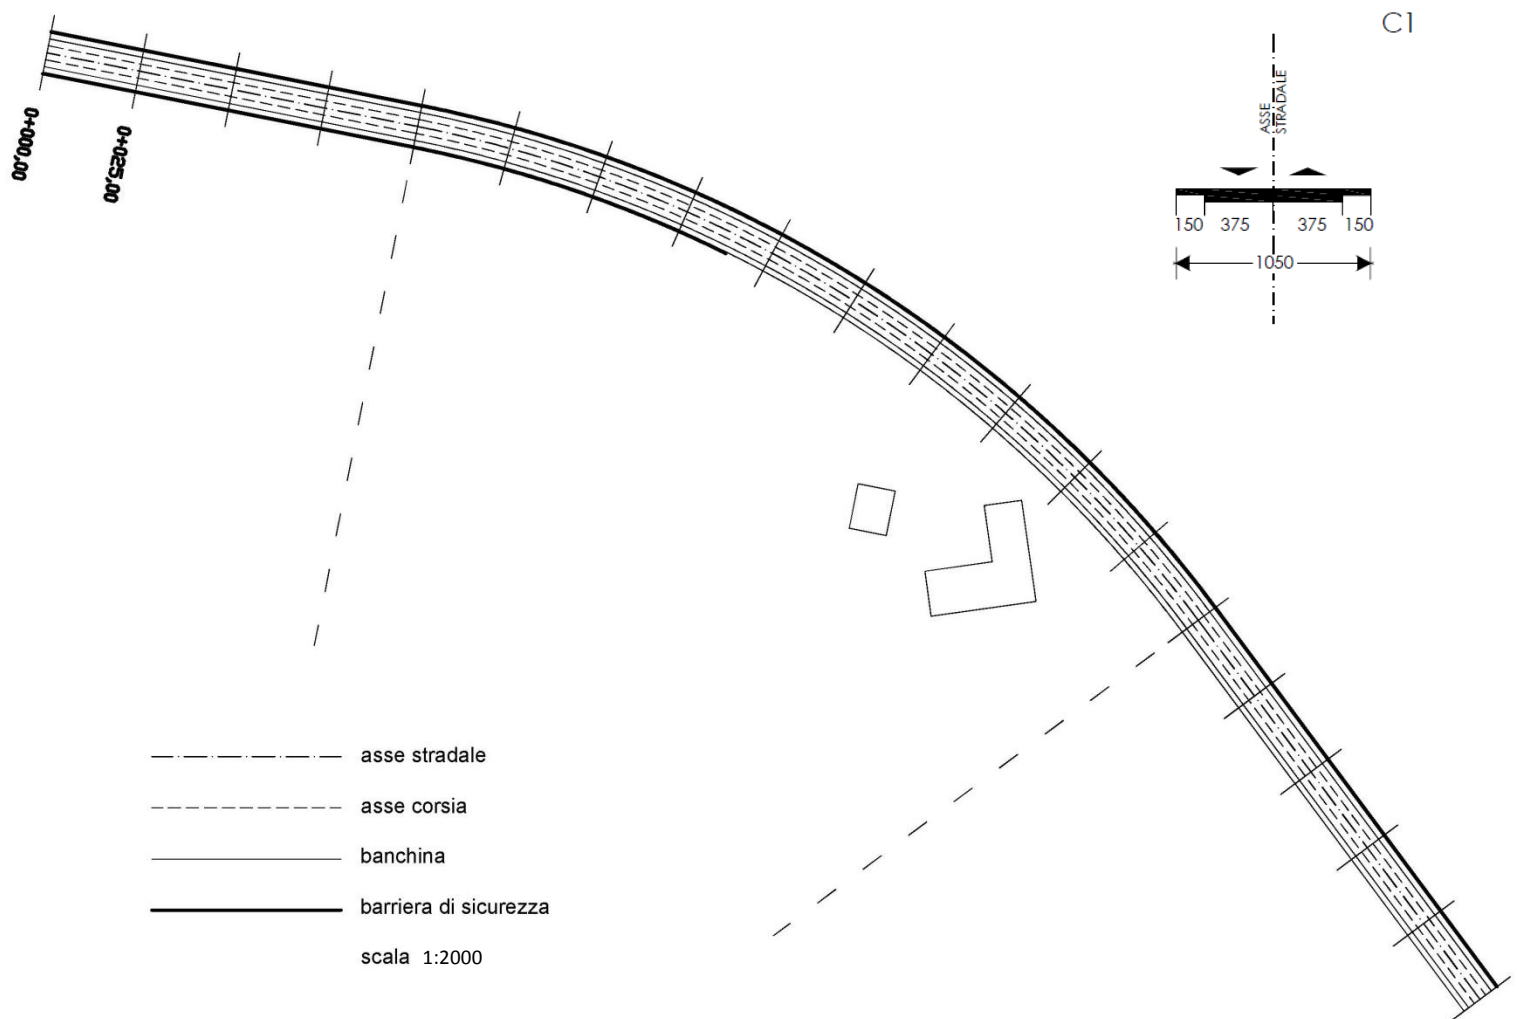 C1
ASSE
STRADALE
150 375 375 150
1050
0+000,00
0+025,00
asse stradale
asse corsia
banchina
barriera di sicurezza
scala 1:2000